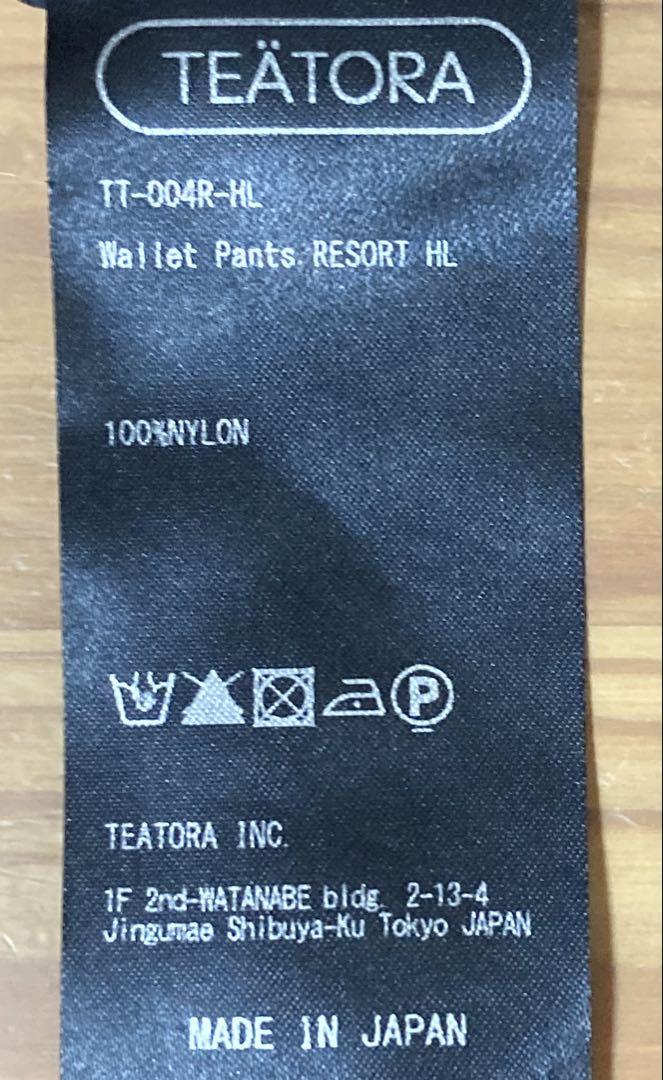 TEÄTORA
TT-004R-HL
Wallet Pants RESORT HL
100%NYLON
P
TEATORA INC.
1F 2nd-WATANABE bldg. 2-13-4
Jingumae Shibuya-Ku Tokyo JAPAN
MADE IN JAPAN